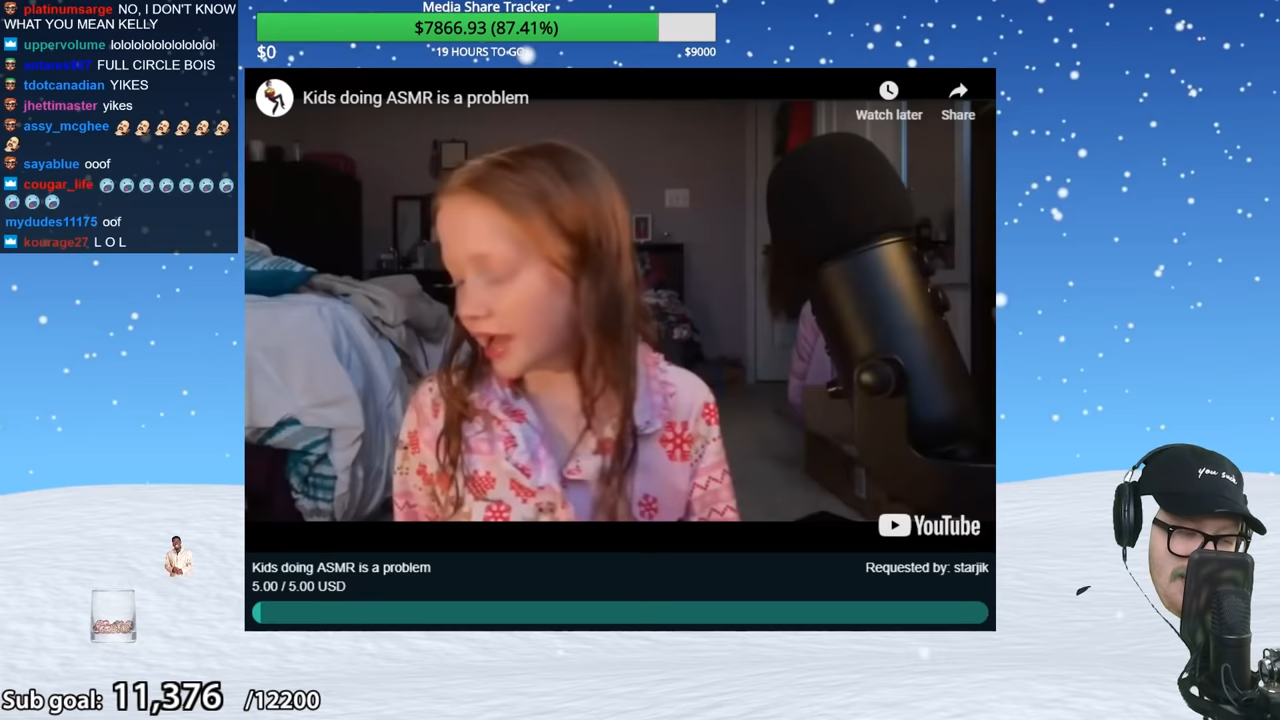 platinumsarge NO, I DON'T KNOW
WHAT YOU MEAN KELLY
uppervolume lololololololololol
FULL CIRCLE BOIS
tdotcanadian YIKES
jhettimaster yikes
assy_mcghee
sayablue ooof
cougar_life
mydudes11175 oof
kourage27 L O L
Media Share Tracker
$7866.93 (87.41%)
$0
*19 HOURS TO GO
$9000
Kids doing ASMR is a problem
Watch later
Share
YouTube
Kids doing ASMR is a problem
Requested by: starjik
5.00 / 5.00 USD
you suck
Sub goal: 11,376 /12200